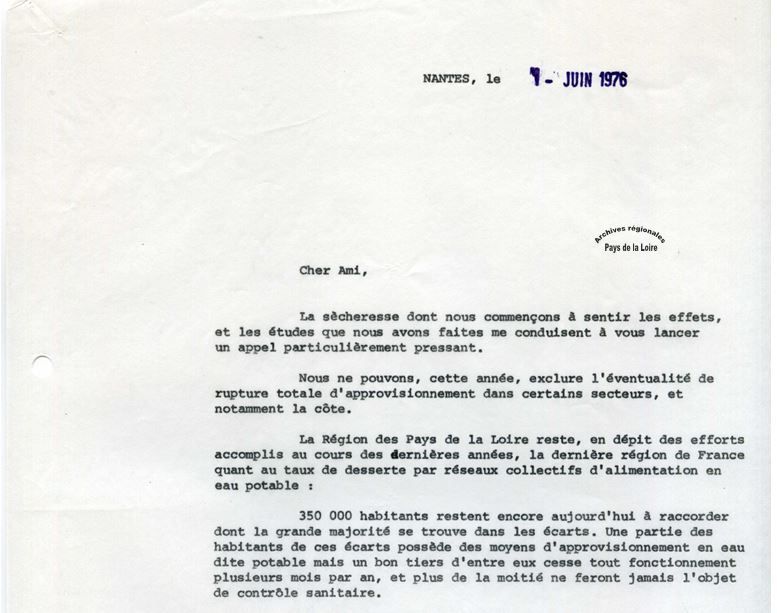 NANTES, le 1- JUIN 1976
Archives régionales
Pays de la Loire
Cher Ami,
La sècheresse dont nous commençons à sentir les effets,
et les études que nous avons faites me conduisent à vous lancer
un appel particulièrement pressant.
Nous ne pouvons, cette année, exclure l'éventualité de
rupture totale d'approvisionnement dans certains secteurs, et
notamment la côte.
La Région des Pays de la Loire reste, en dépit des efforts
accomplis au cours des dernières années, la dernière région de France
quant au taux de desserte par réseaux collectifs d'alimentation en
eau potable :
350 000 habitants restent encore aujourd'hui à raccorder
dont la grande majorité se trouve dans les écarts. Une partie des
habitants de ces écarts possède des moyens d'approvisionnement en eau
dite potable mais un bon tiers d'entre eux cesse tout fonctionnement
plusieurs mois par an, et plus de la moitié ne feront jamais l'objet
de contrôle sanitaire.